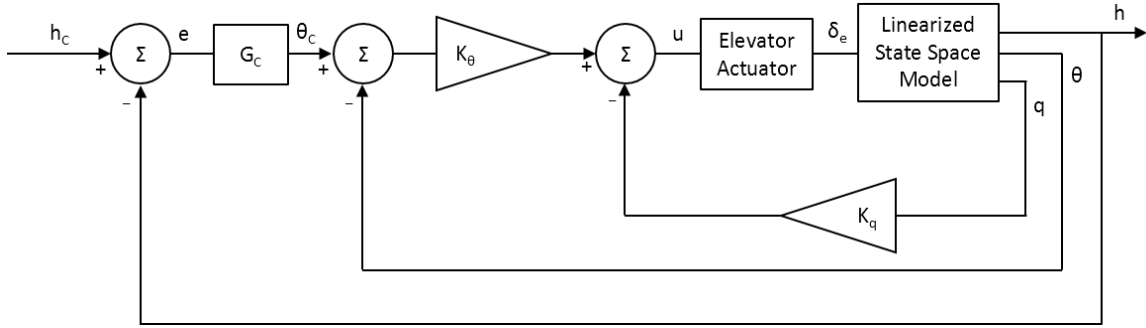 h_C
+
−
Σ
e
G_C
θ_C
+
−
Σ
K_θ
+
−
Σ
u
Elevator
Actuator
δ_e
Linearized
State Space
Model
h
θ
q
K_q